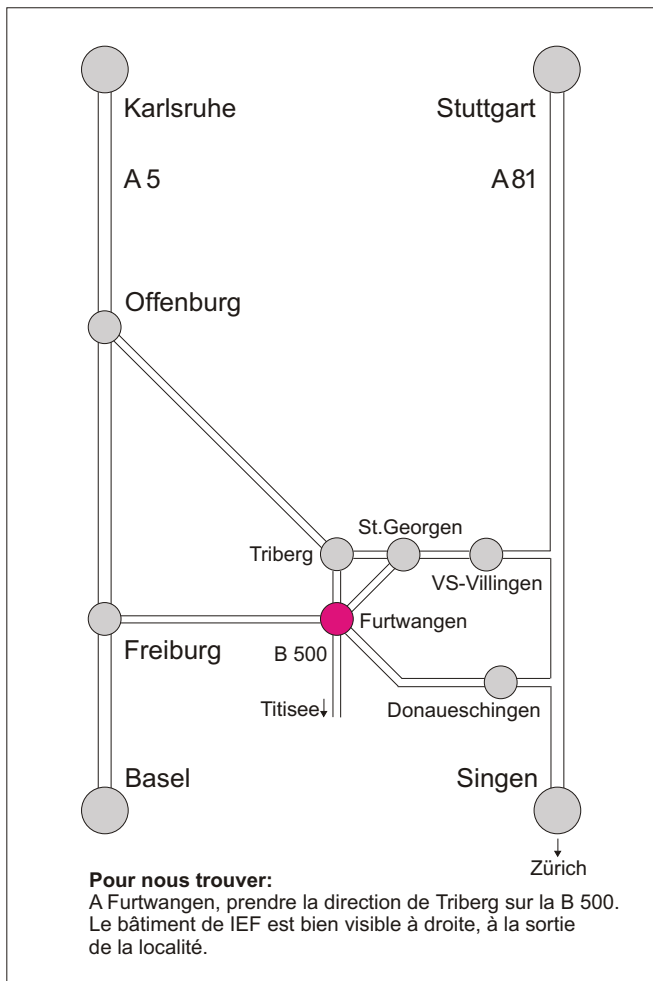 Karlsruhe
Stuttgart
A 5
A 81
Offenburg
St.Georgen
Triberg
VS-Villingen
Furtwangen
Freiburg
B 500
Titisee
Donaueschingen
Basel
Singen
Zürich
Pour nous trouver:
A Furtwangen, prendre la direction de Triberg sur la B 500.
Le bâtiment de IEF est bien visible à droite, à la sortie
de la localité.